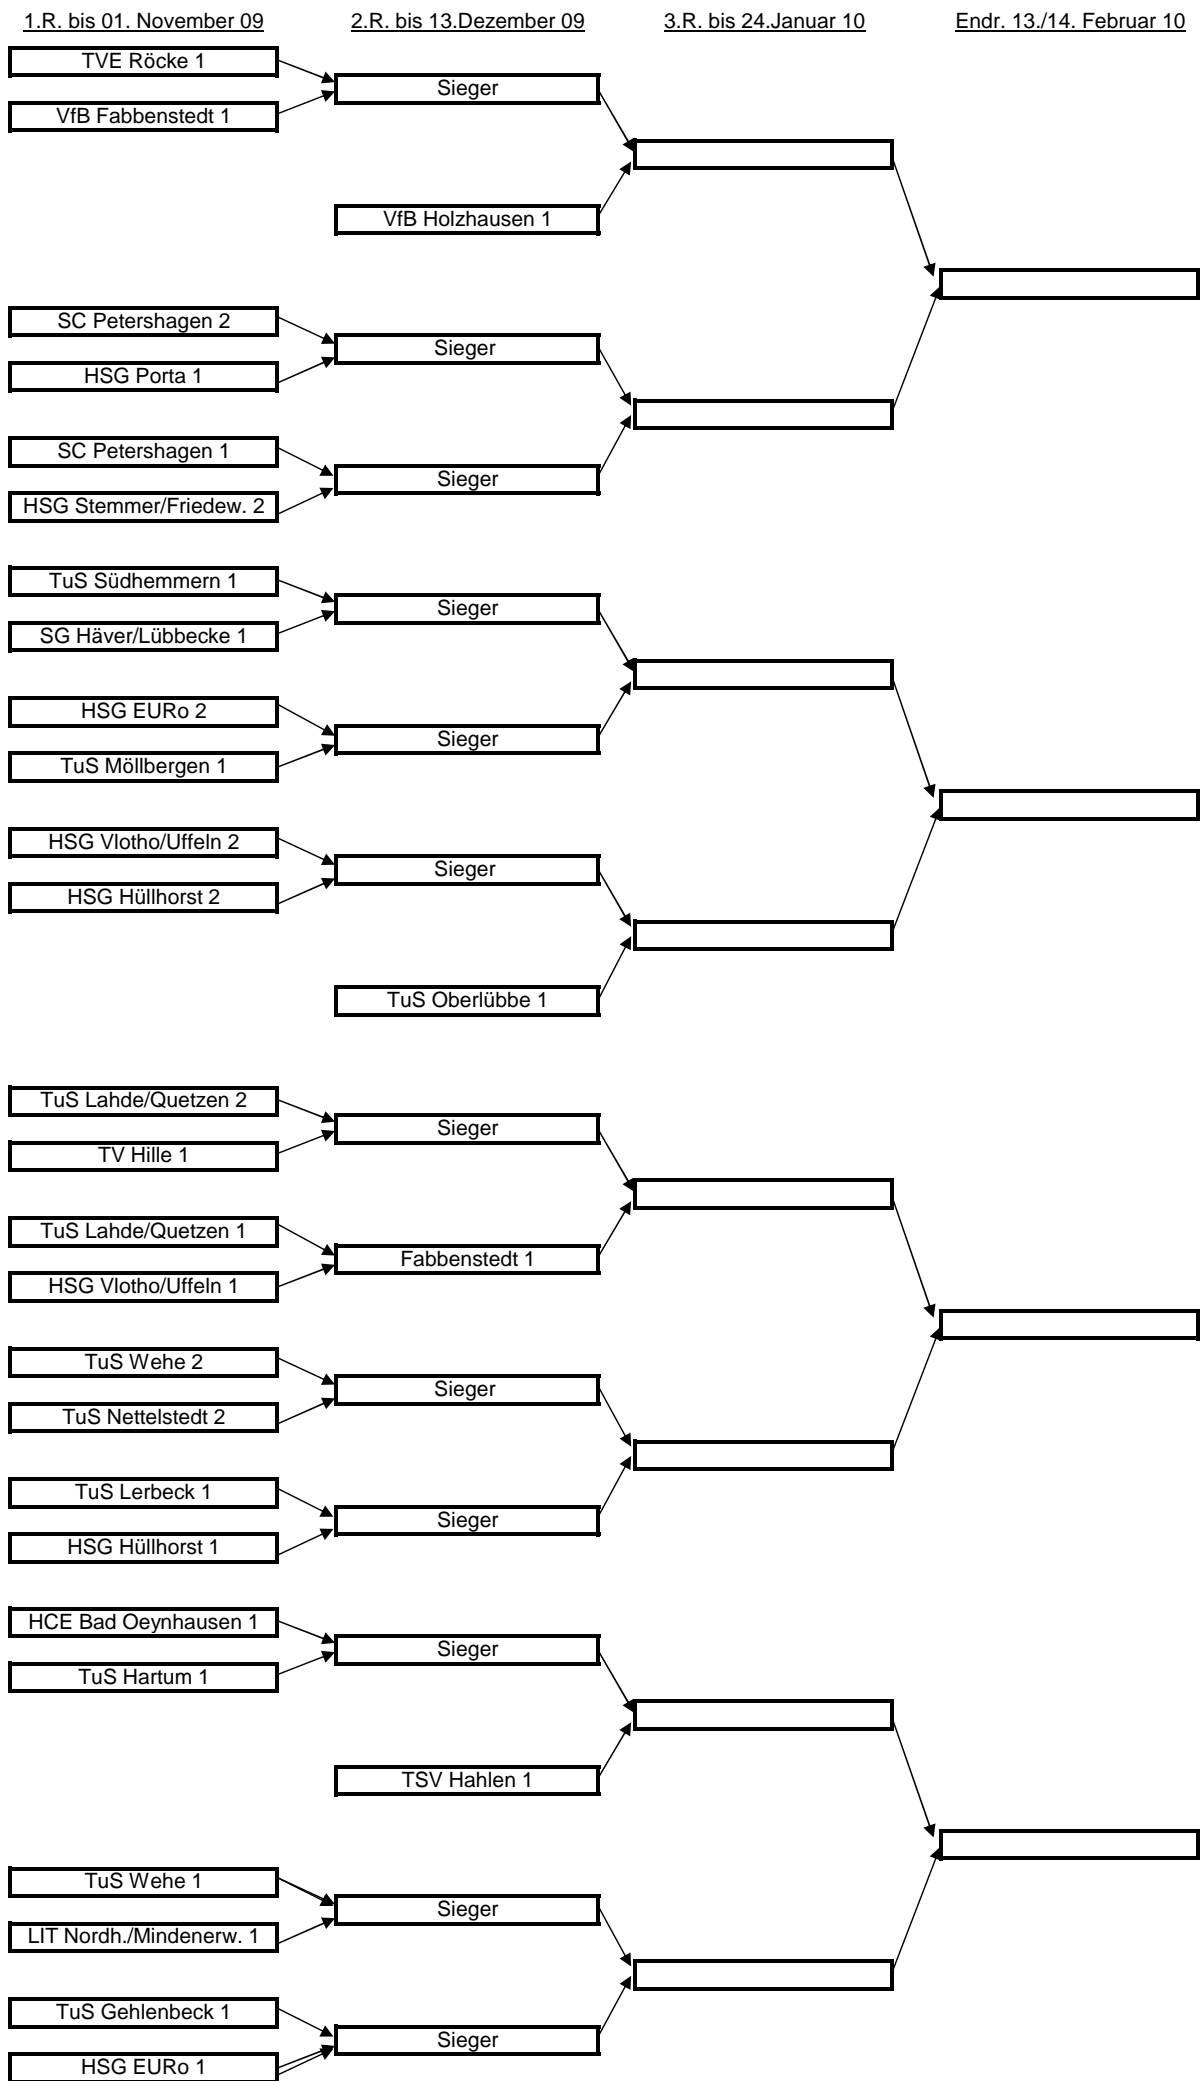 1.R. bis 01. November 09 2.R. bis 13.Dezember 09 3.R. bis 24.Januar 10 Endr. 13./14. Februar 10
TVE Röcke 1
Sieger
VfB Fabbenstedt 1
VfB Holzhausen 1
SC Petershagen 2
Sieger
HSG Porta 1
SC Petershagen 1
Sieger
HSG Stemmer/Friedew. 2
TuS Südhemmern 1
Sieger
SG Häver/Lübbecke 1
HSG EURo 2
Sieger
TuS Möllbergen 1
HSG Vlotho/Uffeln 2
Sieger
HSG Hüllhorst 2
TuS Oberlübbe 1
TuS Lahde/Quetzen 2
Sieger
TV Hille 1
TuS Lahde/Quetzen 1
Fabbenstedt 1
HSG Vlotho/Uffeln 1
TuS Wehe 2
Sieger
TuS Nettelstedt 2
TuS Lerbeck 1
Sieger
HSG Hüllhorst 1
HCE Bad Oeynhausen 1
Sieger
TuS Hartum 1
TSV Hahlen 1
TuS Wehe 1
Sieger
LIT Nordh./Mindenerw. 1
TuS Gehlenbeck 1
Sieger
HSG EURo 1